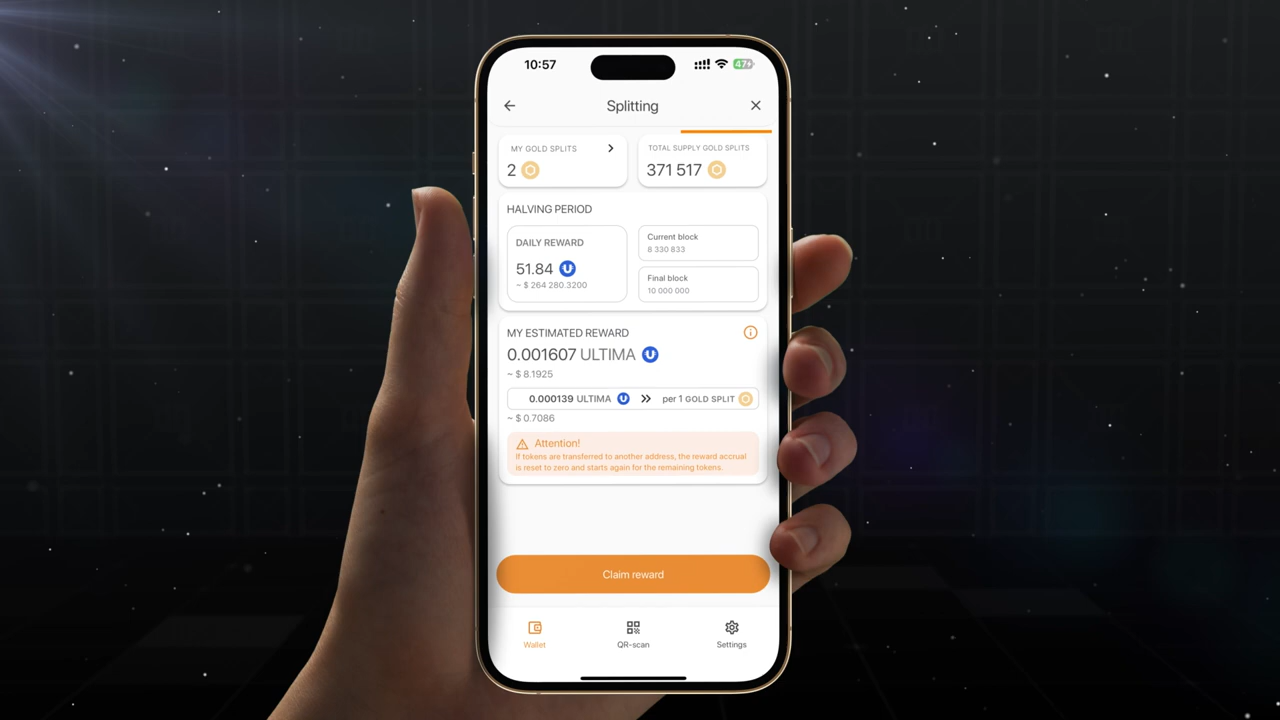 10:57
47
Splitting
MY GOLD SPLITS
2
TOTAL SUPPLY GOLD SPLITS
371 517
HALVING PERIOD
DAILY REWARD
51.84
~ $ 264 280.3200
Current block
8 330 833
Final block
10 000 000
MY ESTIMATED REWARD
0.001607 ULTIMA
~ $ 8.1925
0.000139 ULTIMA
per 1 GOLD SPLIT
~ $ 0.7086
Attention!
If tokens are transferred to another address, the reward accrual
is reset to zero and starts again for the remaining tokens.
Claim reward
Wallet
QR-scan
Settings